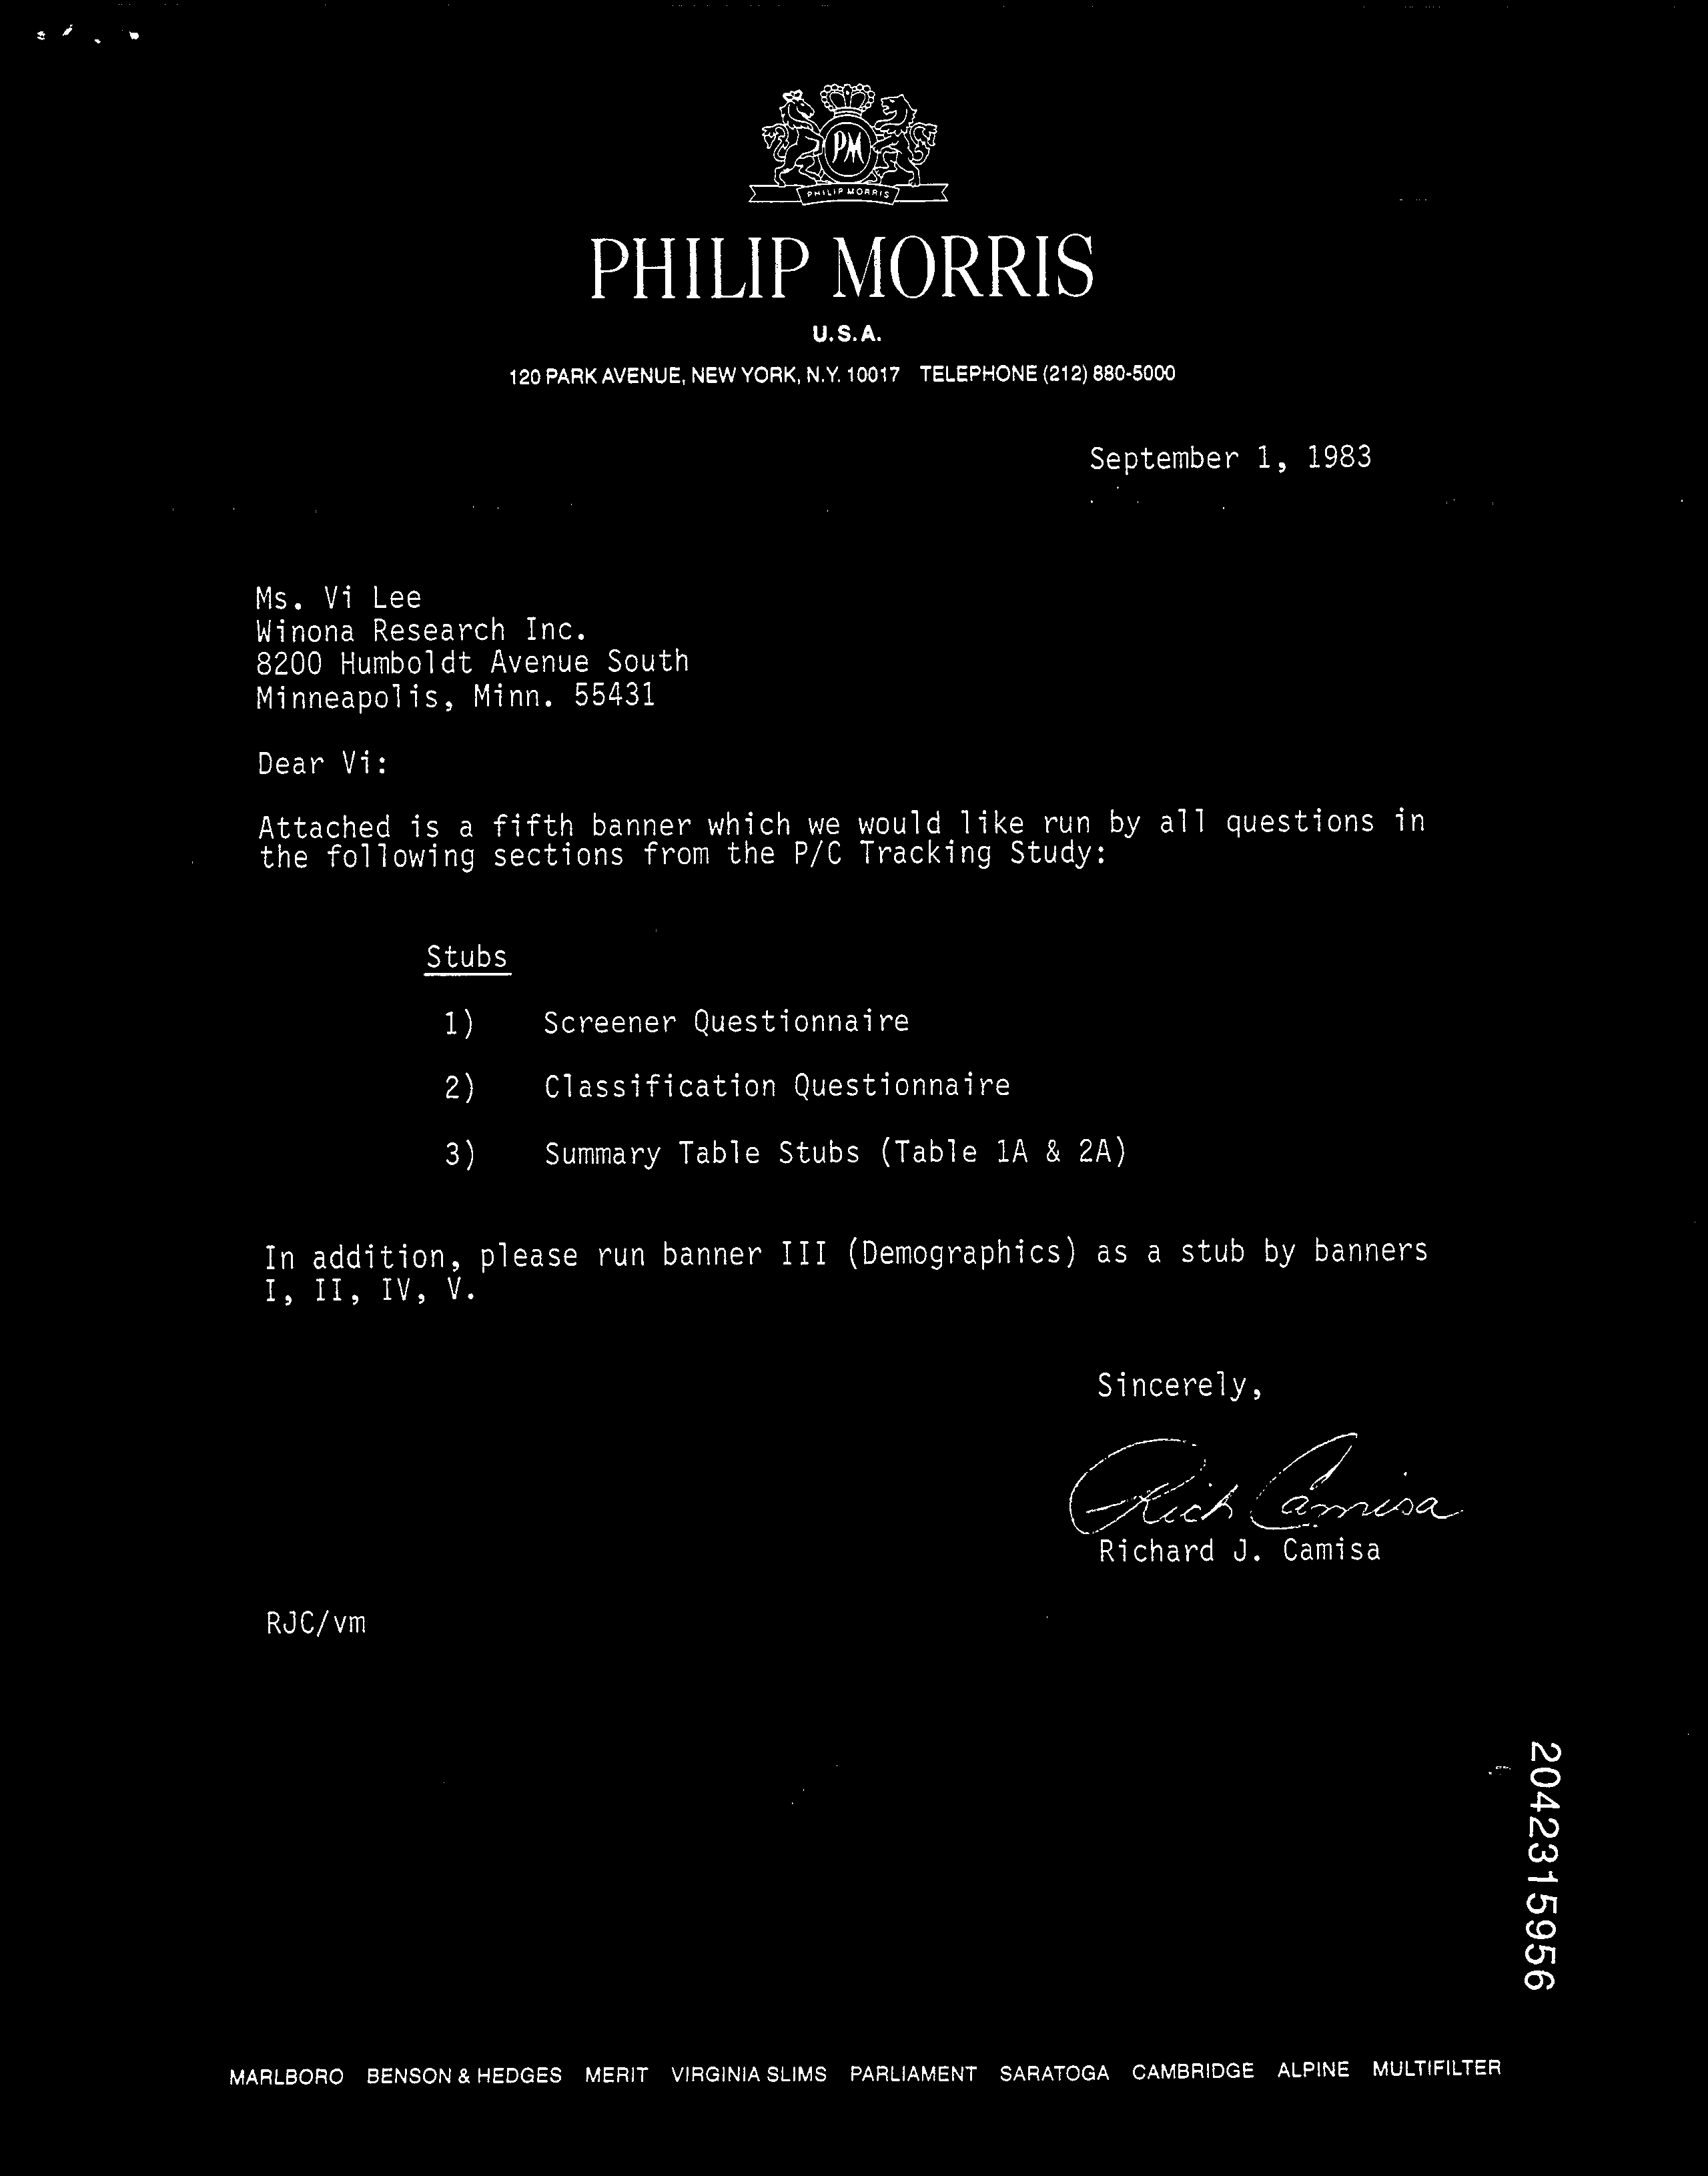 PM
PHILIP MORRIS
PHILIP MORRIS
U.S.A.
120 PARK AVENUE, NEW YORK, N.Y. 10017 TELEPHONE (212) 880-5000
September 1, 1983
Ms. Vi Lee
Winona Research Inc.
8200 Humboldt Avenue South
Minneapolis, Minn. 55431
Dear Vi:
Attached is a fifth banner which we would like run by all questions in
the following sections from the P/C Tracking Study:
Stubs
1) Screener Questionnaire
2) Classification Questionnaire
3) Summary Table Stubs (Table 1A & 2A)
In addition, please run banner III (Demographics) as a stub by banners
I, II, IV, V.
Sincerely,
Rich Camisa
Richard J. Camisa
RJC/vm
2042315956
MARLBORO BENSON & HEDGES MERIT VIRGINIA SLIMS PARLIAMENT SARATOGA CAMBRIDGE ALPINE MULTIFILTER